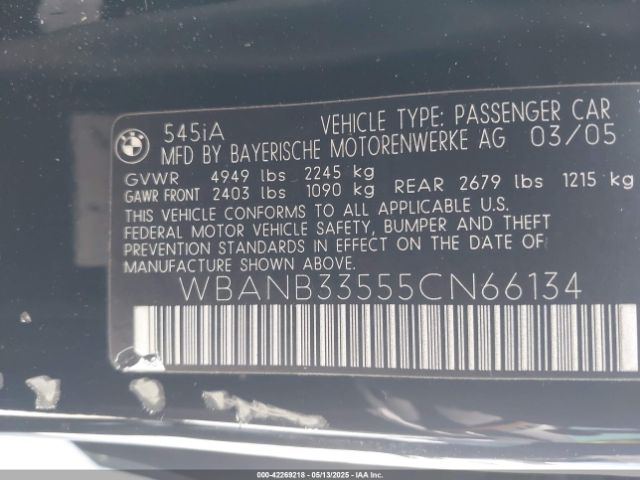 545iA VEHICLE TYPE: PASSENGER CAR
MFD BY BAYERISCHE MOTORENWERKE AG 03/05
GVWR 4949 lbs 2245 kg
GAWR FRONT 2403 lbs 1090 kg REAR 2679 lbs 1215 kg
THIS VEHICLE CONFORMS TO ALL APPLICABLE U.S.
FEDERAL MOTOR VEHICLE SAFETY, BUMPER AND THEFT
PREVENTION STANDARDS IN EFFECT ON THE DATE OF
MANUFACTURE SHOWN ABOVE.
WBANB33555CN66134
000-42269218 - 05/13/2025 - IAAI.COM